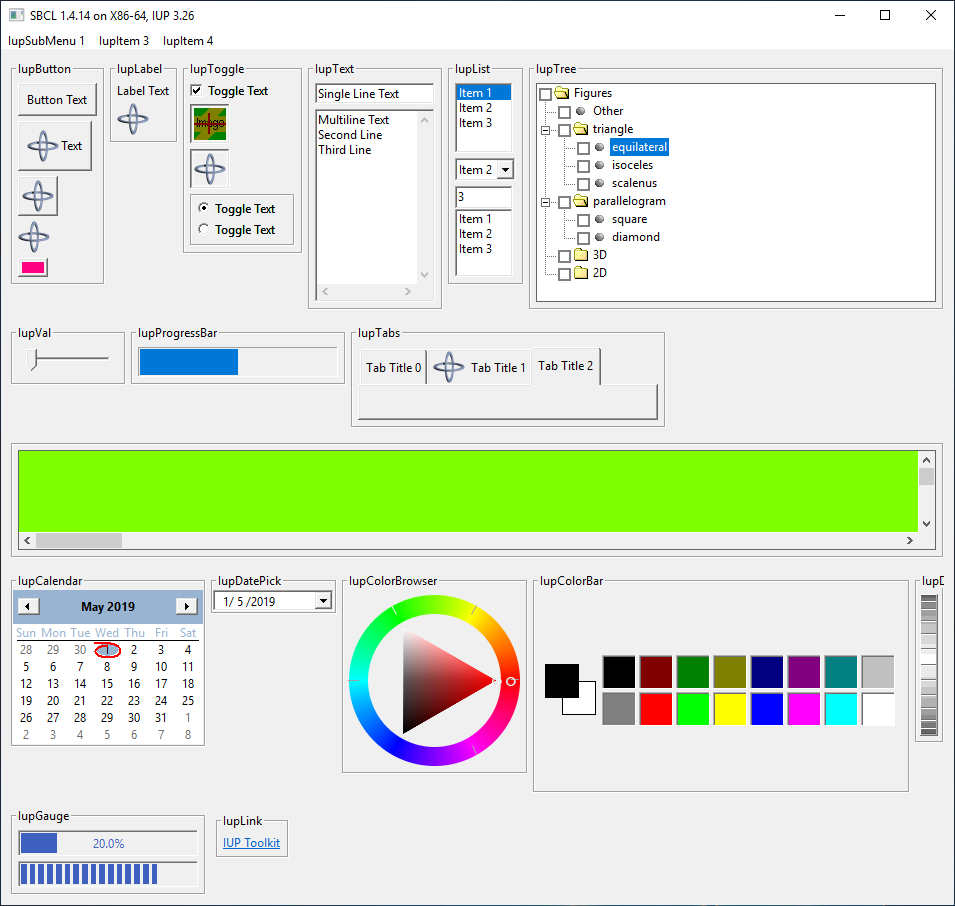 SBCL 1.4.14 on X86-64, IUP 3.26
IupSubMenu 1 IupItem 3 IupItem 4
IupButton
Button Text
Text
IupLabel
Label Text
IupToggle
Toggle Text
Image
Toggle Text
Toggle Text
IupText
Single Line Text
Multiline Text
Second Line
Third Line
IupList
Item 1
Item 2
Item 3
Item 2
3
Item 1
Item 2
Item 3
IupTree
Figures
Other
triangle
equilateral
isoceles
scalenus
parallelogram
square
diamond
3D
2D
IupVal
IupProgressBar
IupTabs
Tab Title 0 Tab Title 1 Tab Title 2
IupCalendar
May 2019
Sun Mon Tue Wed Thu Fri Sat
28 29 30 1 2 3 4
5 6 7 8 9 10 11
12 13 14 15 16 17 18
19 20 21 22 23 24 25
26 27 28 29 30 31 1
2 3 4 5 6 7 8
IupDatePick
1/ 5 /2019
IupColorBrowser
IupColorBar
IupD
IupGauge
20.0%
IupLink
IUP Toolkit